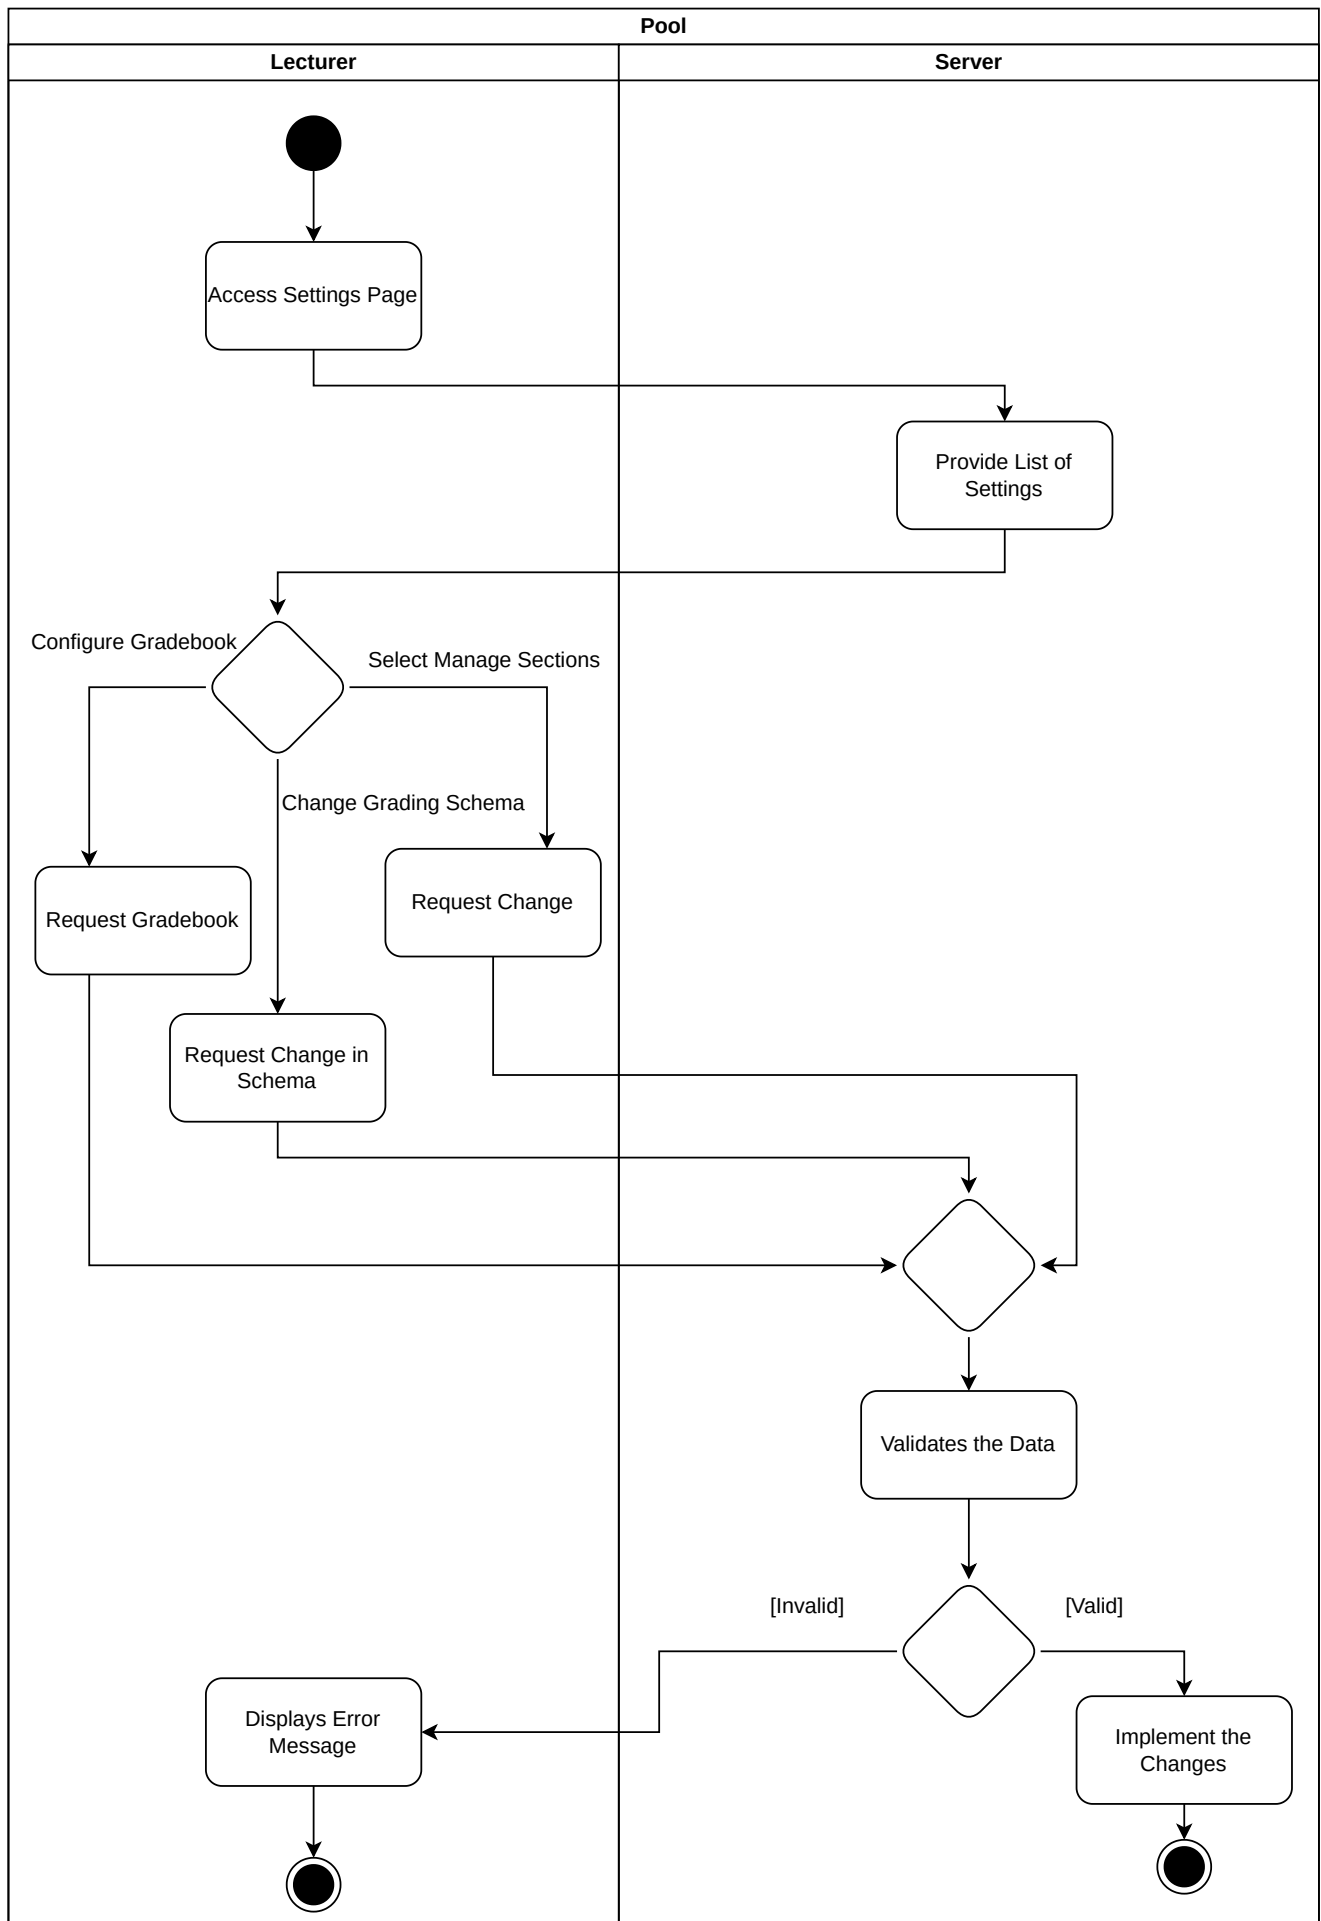 Pool
Lecturer
Server
Access Settings Page
Provide List of
Settings
Configure Gradebook
Select Manage Sections
Change Grading Schema
Request Gradebook
Request Change
Request Change in
Schema
Validates the Data
[Invalid]
[Valid]
Displays Error
Message
Implement the
Changes